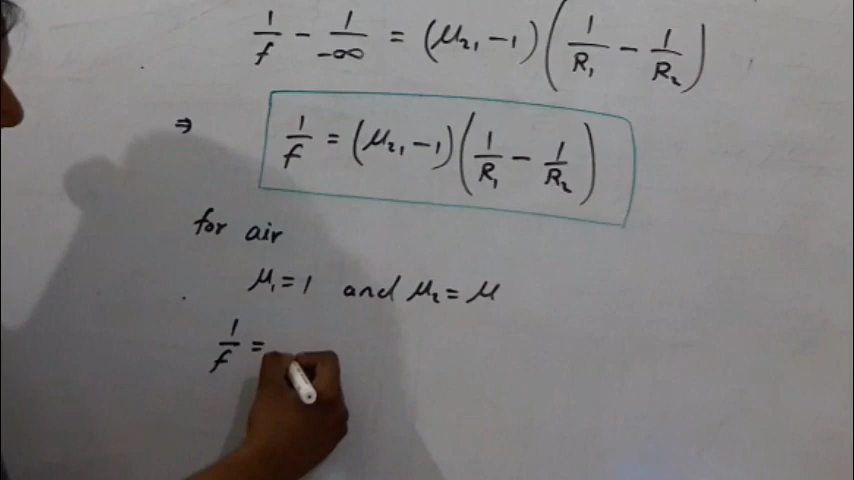 1/f - 1/-∞ = (μ₂₁ - 1)(1/R₁ - 1/R₂)
⇒ 1/f = (μ₂₁ - 1)(1/R₁ - 1/R₂)
for air
μ₁ = 1 and μ₂ = μ
1/f =